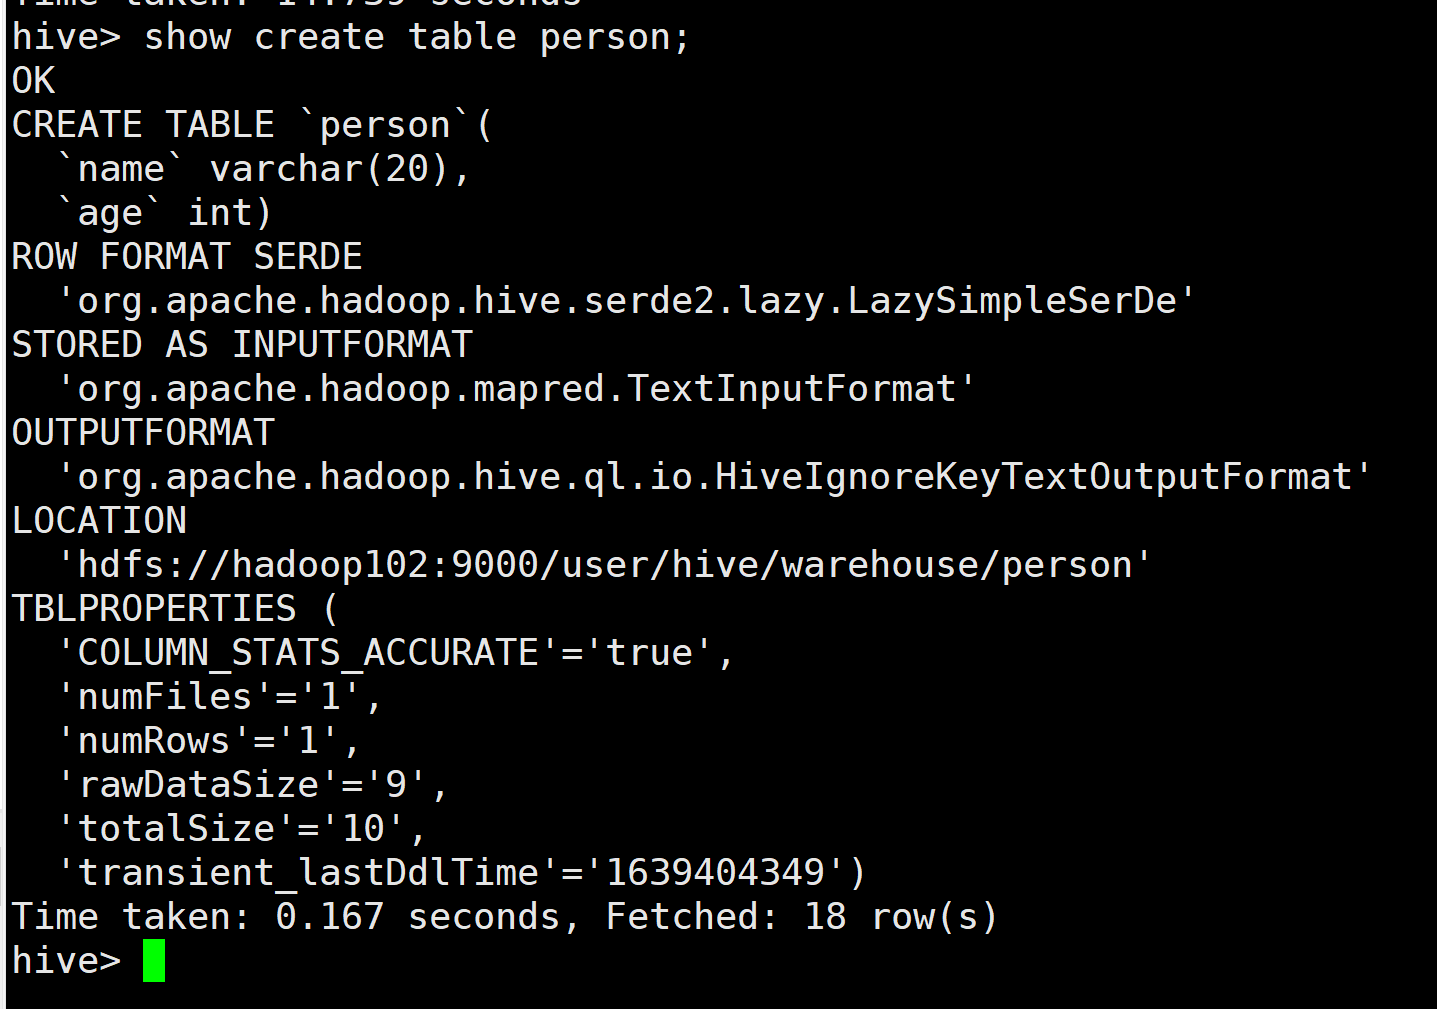 hive> show create table person;
OK
CREATE TABLE `person`(
  `name` varchar(20),
  `age` int)
ROW FORMAT SERDE
  'org.apache.hadoop.hive.serde2.lazy.LazySimpleSerDe'
STORED AS INPUTFORMAT
  'org.apache.hadoop.mapred.TextInputFormat'
OUTPUTFORMAT
  'org.apache.hadoop.hive.ql.io.HiveIgnoreKeyTextOutputFormat'
LOCATION
  'hdfs://hadoop102:9000/user/hive/warehouse/person'
TBLPROPERTIES (
  'COLUMN_STATS_ACCURATE'='true',
  'numFiles'='1',
  'numRows'='1',
  'rawDataSize'='9',
  'totalSize'='10',
  'transient_lastDdlTime'='1639404349')
Time taken: 0.167 seconds, Fetched: 18 row(s)
hive>